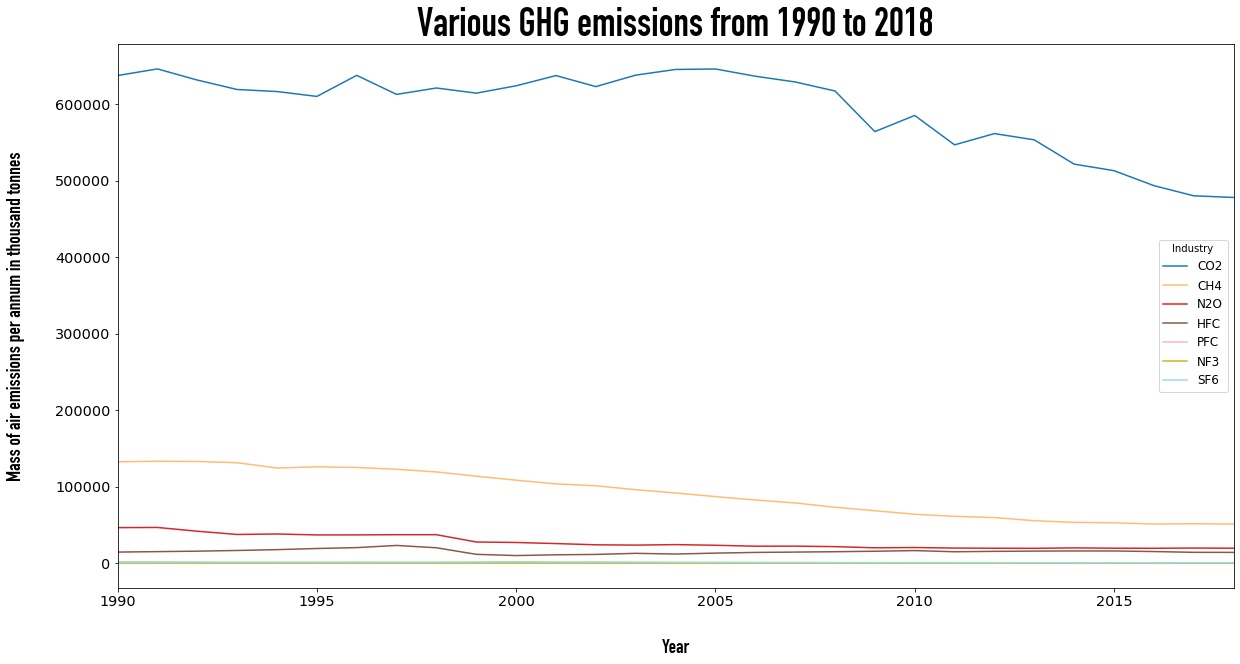 Various GHG emissions from 1990 to 2018
Mass of air emissions per annum in thousand tonnes
600000
500000
400000
300000
200000
100000
0
Industry
CO2
CH4
N2O
HFC
PFC
NF3
SF6
1990 1995 2000 2005 2010 2015
Year